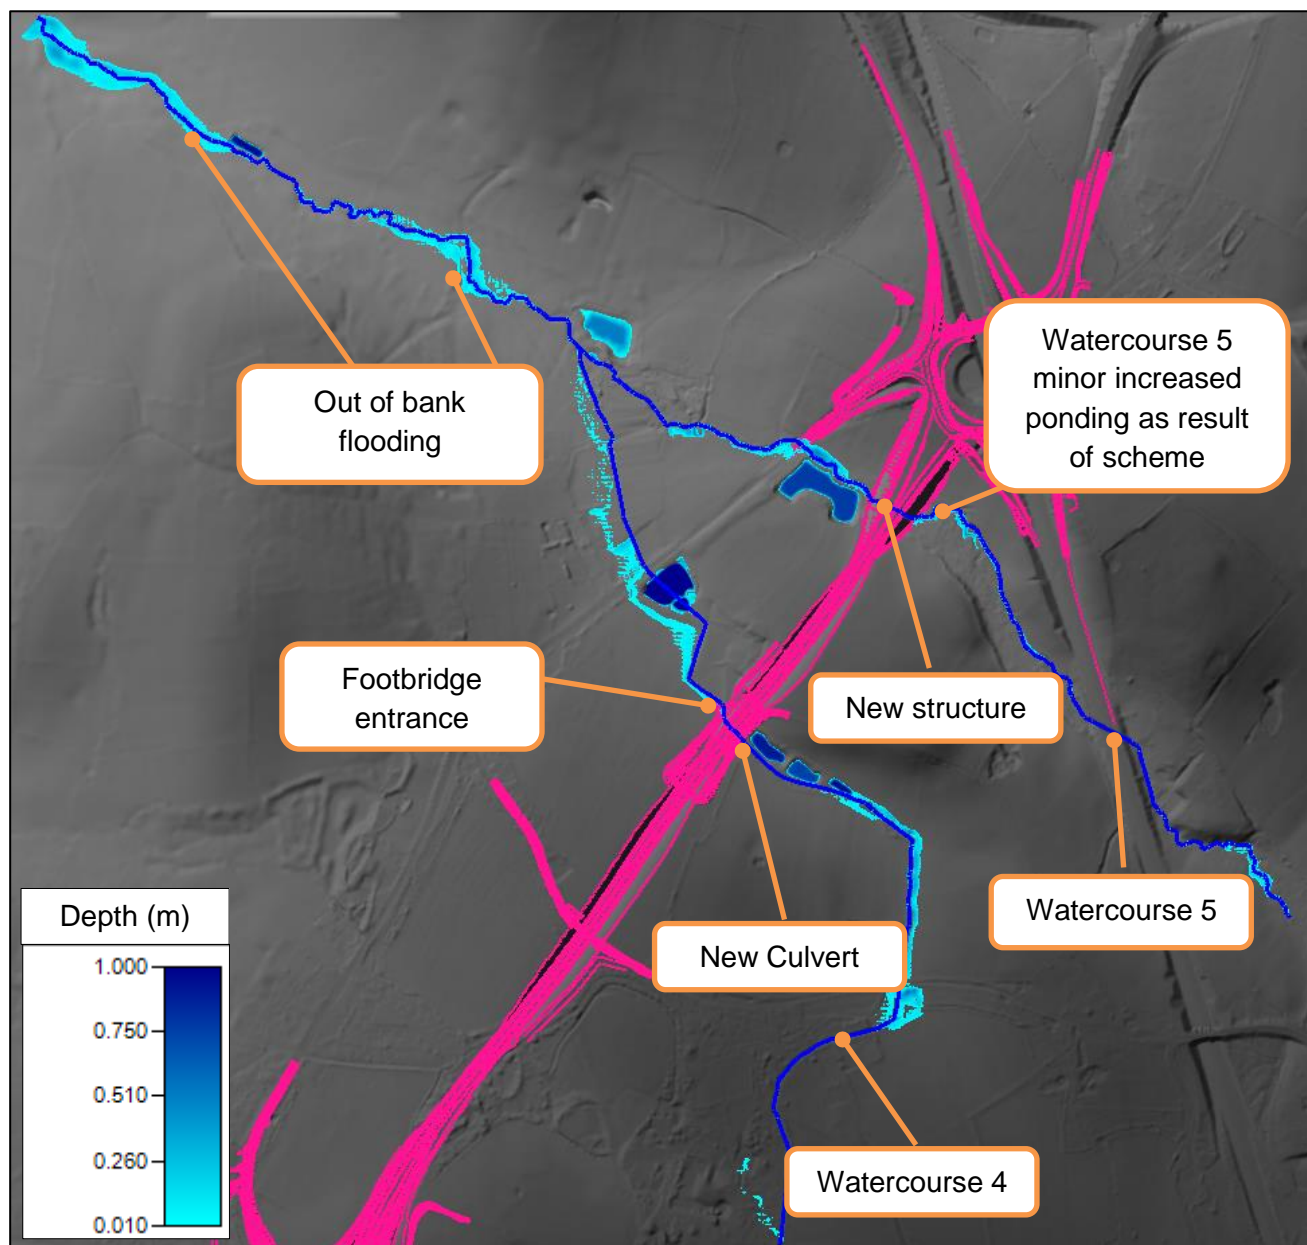 Out of bank
flooding
Watercourse 5
minor increased
ponding as result
of scheme
Footbridge
entrance
New structure
Watercourse 5
New Culvert
Watercourse 4
Depth (m)
1.000
0.750
0.510
0.260
0.010